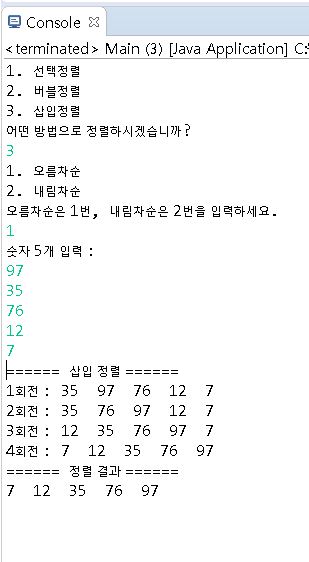 Console
<terminated> Main (3) [Java Application] C:
1. 선택정렬
2. 버블정렬
3. 삽입정렬
어떤 방법으로 정렬하시겠습니까?
3
1. 오름차순
2. 내림차순
오름차순은 1번, 내림차순은 2번을 입력하세요.
1
숫자 5개 입력 :
97
35
76
12
7
====== 삽입 정렬 ======
1회전 : 35 97 76 12 7
2회전 : 35 76 97 12 7
3회전 : 12 35 76 97 7
4회전 : 7 12 35 76 97
====== 정렬 결과 ======
7 12 35 76 97